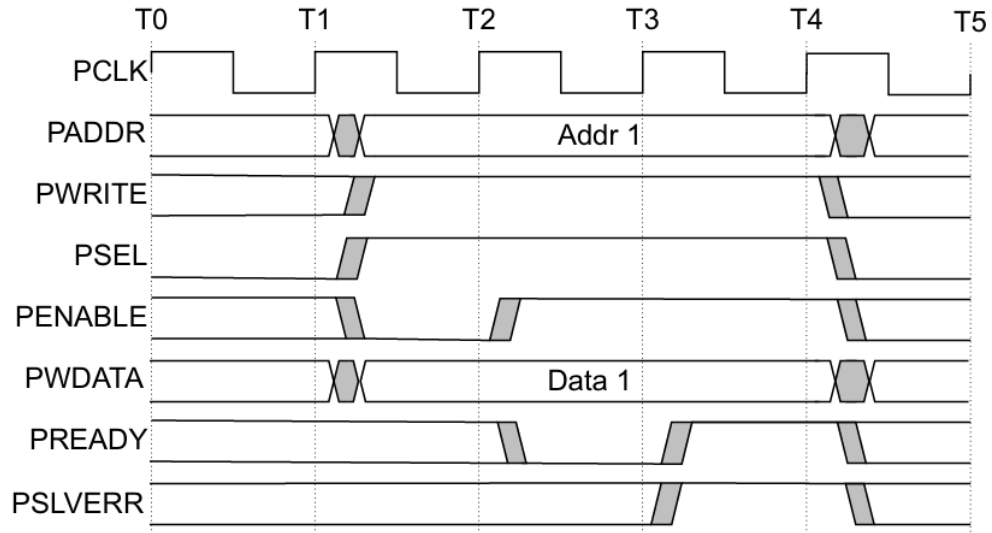 T0 T1 T2 T3 T4 T5
PCLK
PADDR Addr 1
PWRITE
PSEL
PENABLE
PWDATA Data 1
PREADY
PSLVERR